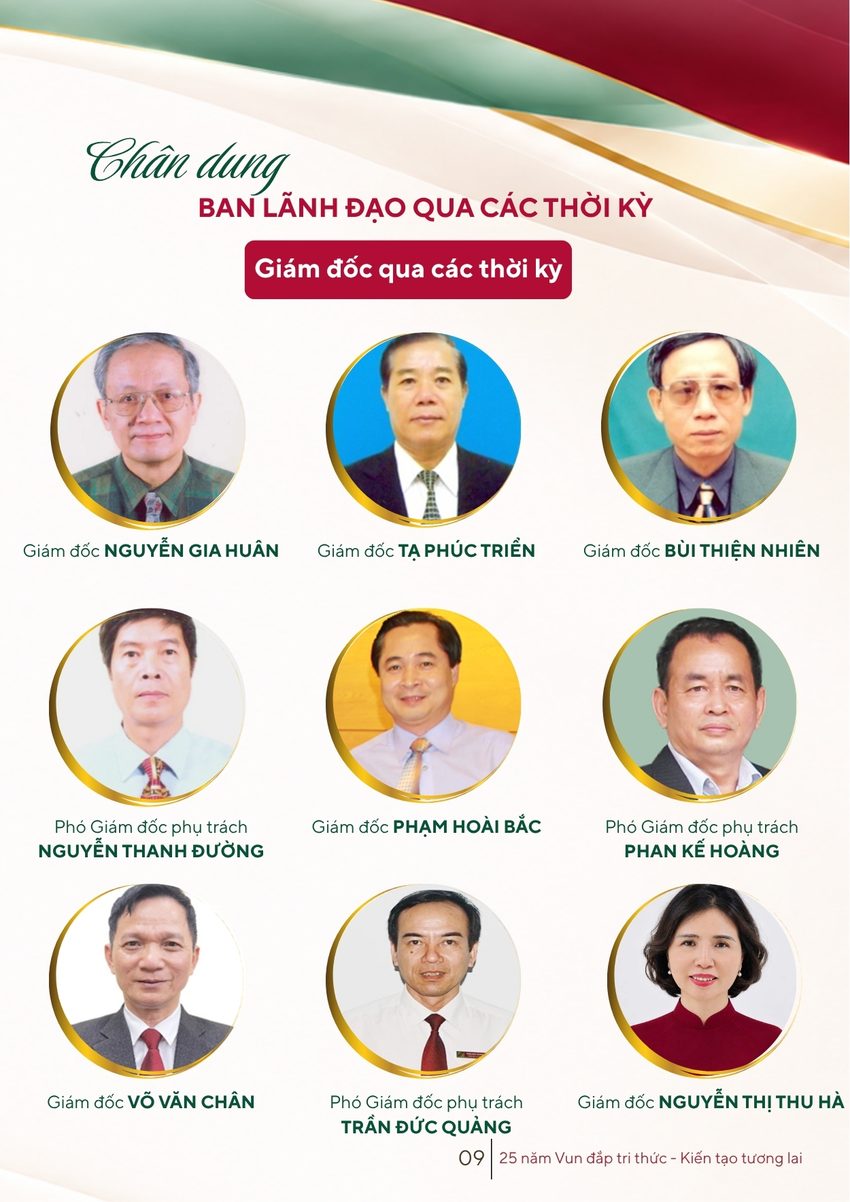 Chân dung
BAN LÃNH ĐẠO QUA CÁC THỜI KỲ
Giám đốc qua các thời kỳ
Giám đốc NGUYỄN GIA HUÂN
Giám đốc TẠ PHÚC TRIỂN
Giám đốc BÙI THIỆN NHIÊN
Phó Giám đốc phụ trách
NGUYỄN THANH ĐƯỜNG
Giám đốc PHẠM HOÀI BẮC
Phó Giám đốc phụ trách
PHAN KẾ HOÀNG
Giám đốc VÕ VĂN CHÂN
Phó Giám đốc phụ trách
TRẦN ĐỨC QUẢNG
Giám đốc NGUYỄN THỊ THU HÀ
09
25 năm Vun đắp tri thức - Kiến tạo tương lai